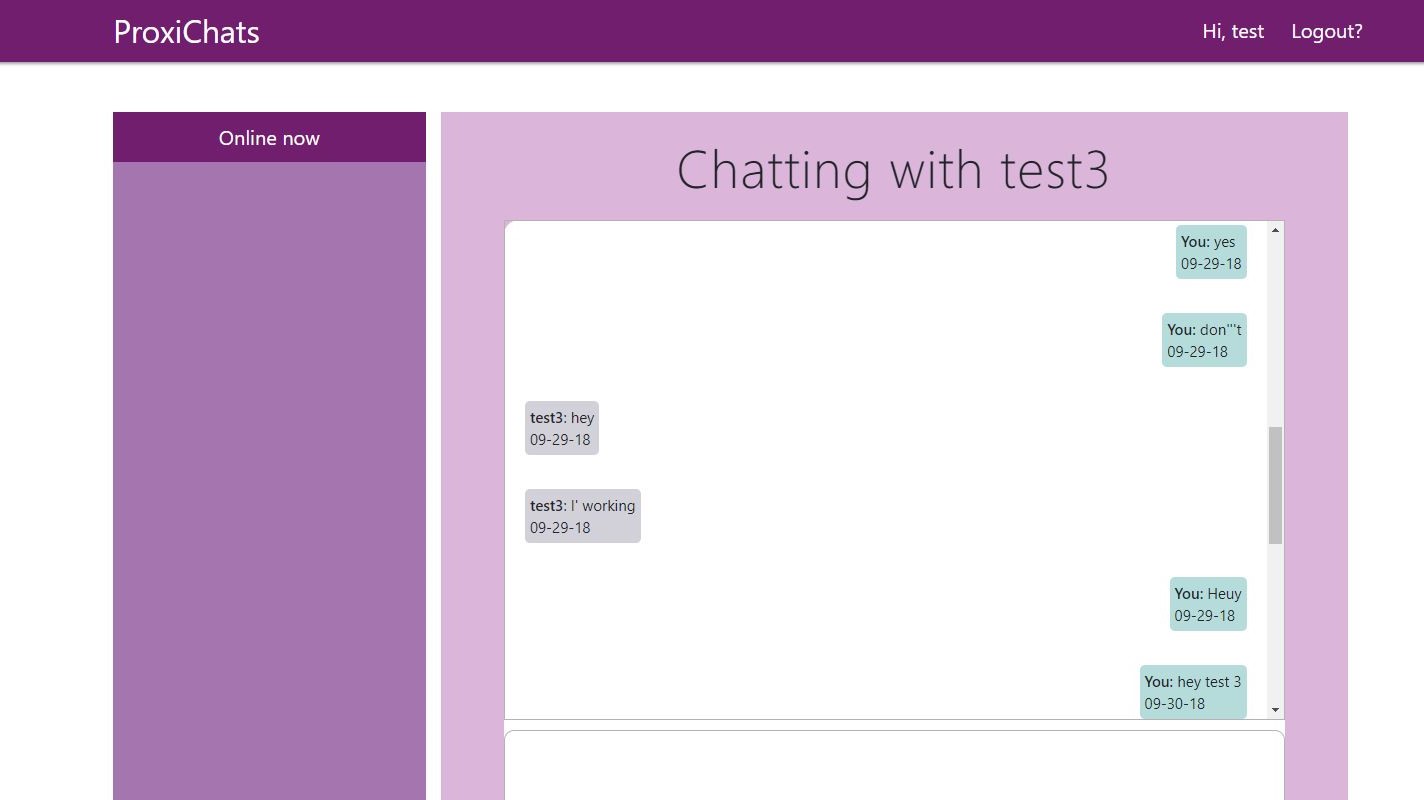 ProxiChats
Hi, test
Logout?
Online now
Chatting with test3
You: yes
09-29-18
You: don'''t
09-29-18
test3: hey
09-29-18
test3: I' working
09-29-18
You: Heuy
09-29-18
You: hey test 3
09-30-18